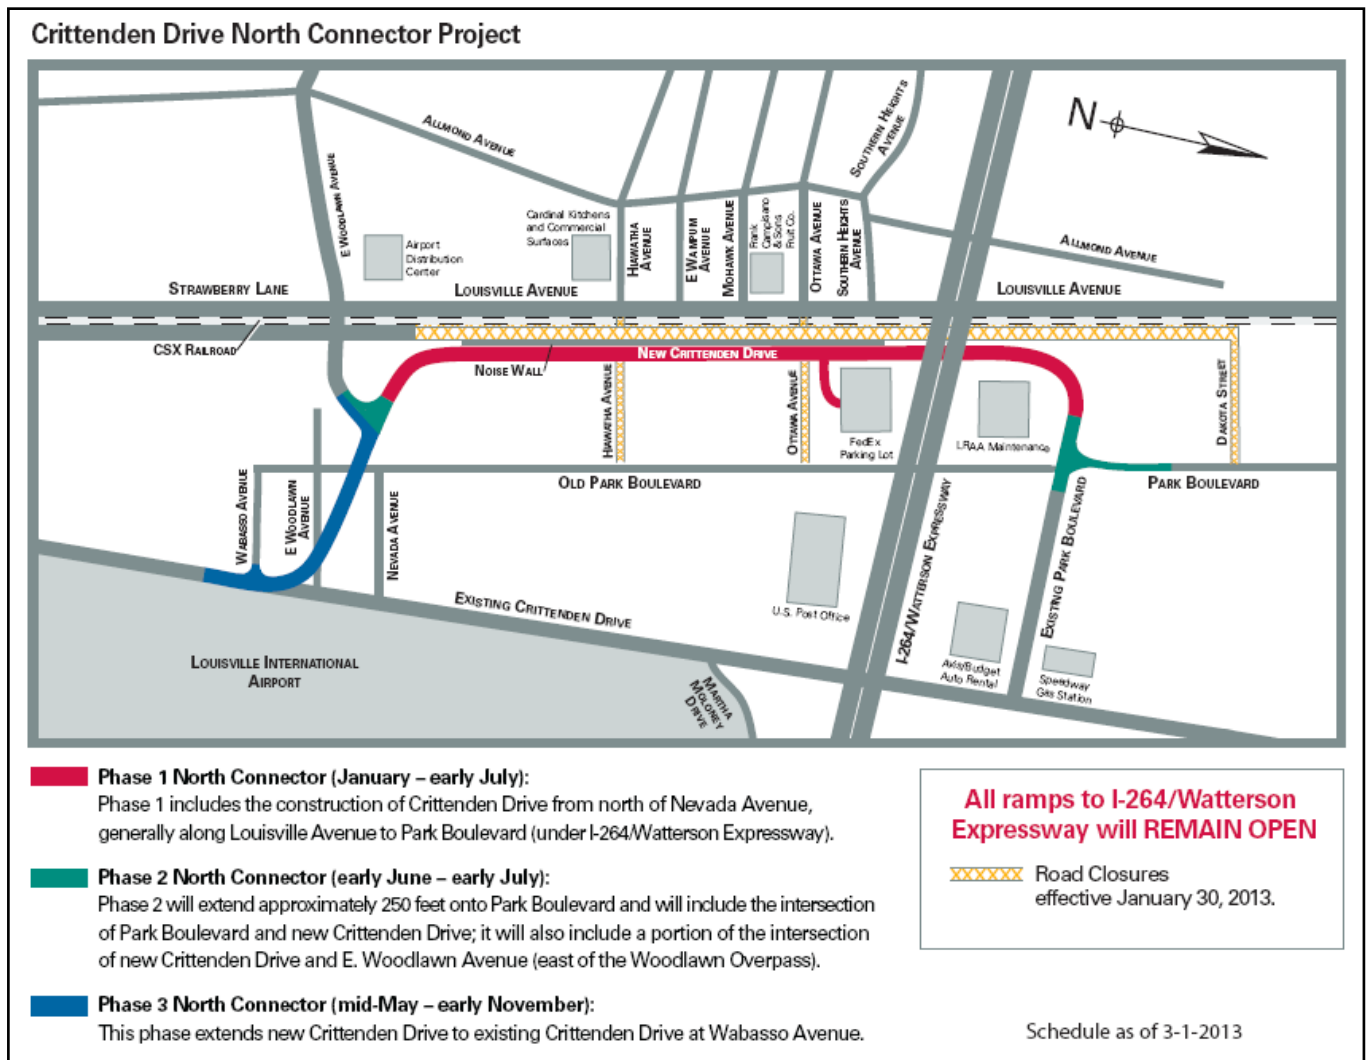 Crittenden Drive North Connector Project
ALLMOND AVENUE
SOUTHERN HEIGHTS
AVENUE
N
E WOODLAWN AVENUE
Airport
Distribution
Center
Cardinal Kitchens
and Commercial
Surfaces
HIAWATHA
AVENUE
E WAMPUM
AVENUE
MOHAWK AVENUE
Frank
Campisano
& Sons
Fruit Co.
OTTAWA AVENUE
SOUTHERN HEIGHTS
AVENUE
ALLMOND AVENUE
STRAWBERRY LANE
LOUISVILLE AVENUE
LOUISVILLE AVENUE
CSX RAILROAD
NOISE WALL
NEW CRITTENDEN DRIVE
HIAWATHA AVENUE
OTTAWA AVENUE
FedEx
Parking Lot
LRAA Maintenance
DAKOTA STREET
WABASSO AVENUE
E WOODLAWN
AVENUE
NEVADA AVENUE
OLD PARK BOULEVARD
PARK BOULEVARD
EXISTING CRITTENDEN DRIVE
U.S. Post Office
I-264/WATTERSON EXPRESSWAY
EXISTING PARK BOULEVARD
Avis/Budget
Auto Rental
Speedway
Gas Station
LOUISVILLE INTERNATIONAL
AIRPORT
MARTHA
MOLONEY
DRIVE
Phase 1 North Connector (January – early July):
Phase 1 includes the construction of Crittenden Drive from north of Nevada Avenue,
generally along Louisville Avenue to Park Boulevard (under I-264/Watterson Expressway).
Phase 2 North Connector (early June – early July):
Phase 2 will extend approximately 250 feet onto Park Boulevard and will include the intersection
of Park Boulevard and new Crittenden Drive; it will also include a portion of the intersection
of new Crittenden Drive and E. Woodlawn Avenue (east of the Woodlawn Overpass).
Phase 3 North Connector (mid-May – early November):
This phase extends new Crittenden Drive to existing Crittenden Drive at Wabasso Avenue.
All ramps to I-264/Watterson
Expressway will REMAIN OPEN
Road Closures
effective January 30, 2013.
Schedule as of 3-1-2013